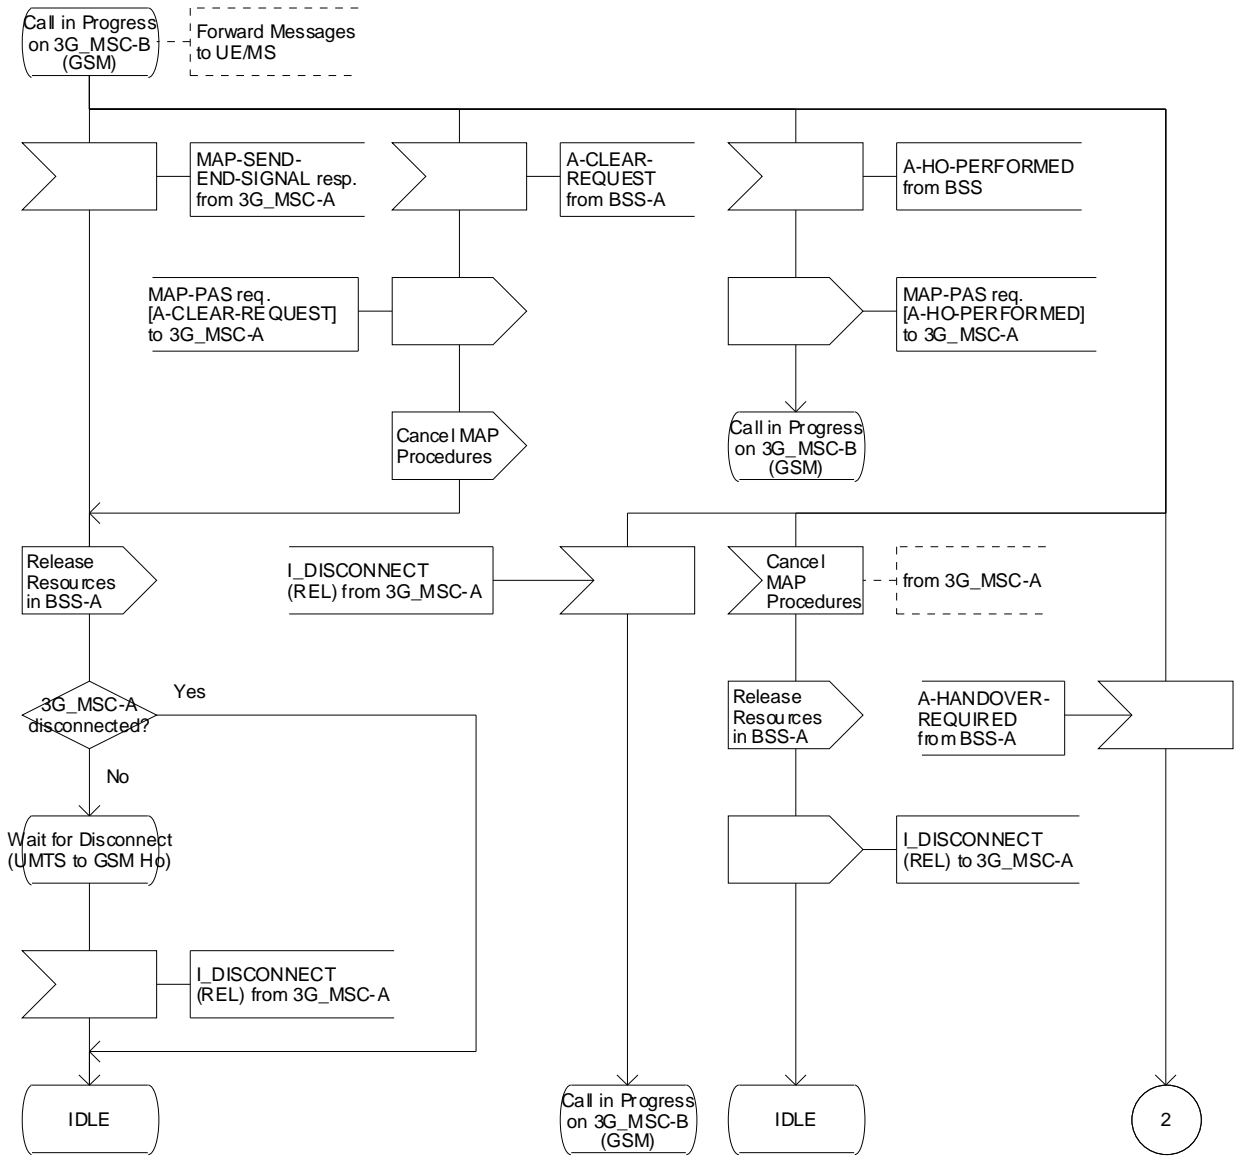 Call in Progress
on 3G_MSC-B
(GSM)
Forward Messages
to UE/MS
MAP-SEND-
END-SIGNAL resp.
from 3G_MSC-A
A-CLEAR-
REQUEST
from BSS-A
A-HO-PERFORMED
from BSS
MAP-PAS req.
[A-CLEAR-REQUEST]
to 3G_MSC-A
MAP-PAS req.
[A-HO-PERFORMED]
to 3G_MSC-A
Cancel MAP
Procedures
Call in Progress
on 3G_MSC-B
(GSM)
Release
Resources
in BSS-A
I_DISCONNECT
(REL) from 3G_MSC-A
Cancel
MAP
Procedures
from 3G_MSC-A
3G_MSC-A
disconnected?
Yes
No
Release
Resources
in BSS-A
A-HANDOVER-
REQUIRED
from BSS-A
Wait for Disconnect
(UMTS to GSM Ho)
I_DISCONNECT
(REL) to 3G_MSC-A
I_DISCONNECT
(REL) from 3G_MSC-A
IDLE
Call in Progress
on 3G_MSC-B
(GSM)
IDLE
2